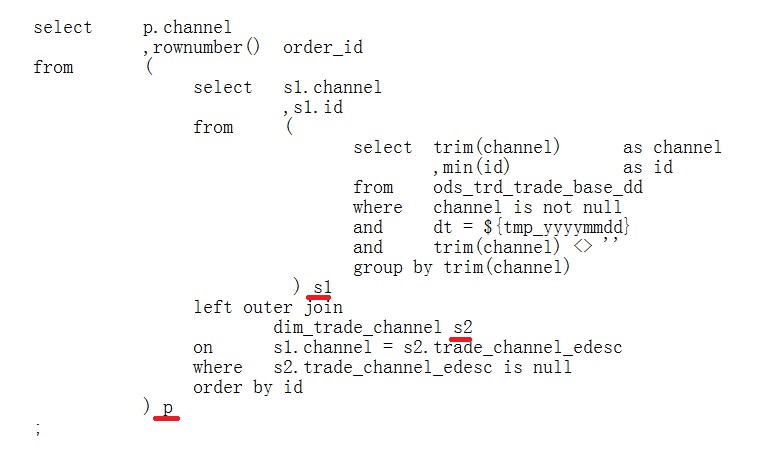 select p.channel
,rownumber() order_id
from (
select s1.channel
,s1.id
from (
select trim(channel) as channel
,min(id) as id
from ods_trd_trade_base_dd
where channel is not null
and dt = ${tmp_yyyymmdd}
and trim(channel) <> ''
group by trim(channel)
) s1
left outer join
dim_trade_channel s2
on s1.channel = s2.trade_channel_edesc
where s2.trade_channel_edesc is null
order by id
) p
;